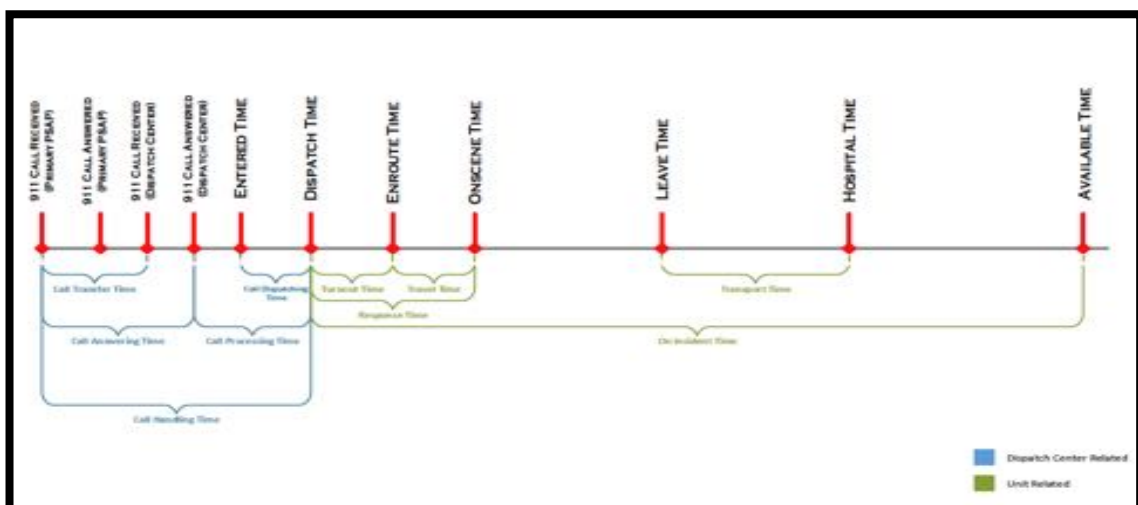 911 CALL RECEIVED
(PRIMARY PSAP)
911 CALL ANSWERED
(PRIMARY PSAP)
911 CALL RECEIVED
(DISPATCH CENTER)
911 CALL ANSWERED
(DISPATCH CENTER)
ENTERED TIME
DISPATCH TIME
ENROUTE TIME
ONSCENE TIME
LEAVE TIME
HOSPITAL TIME
AVAILABLE TIME
Call Transfer Time
Call Dispatching
Time
Turnout Time
Travel Time
Transport Time
Response Time
Call Answering Time
Call Processing Time
On Incident Time
Call Handling Time
Dispatch Center Related
Unit Related